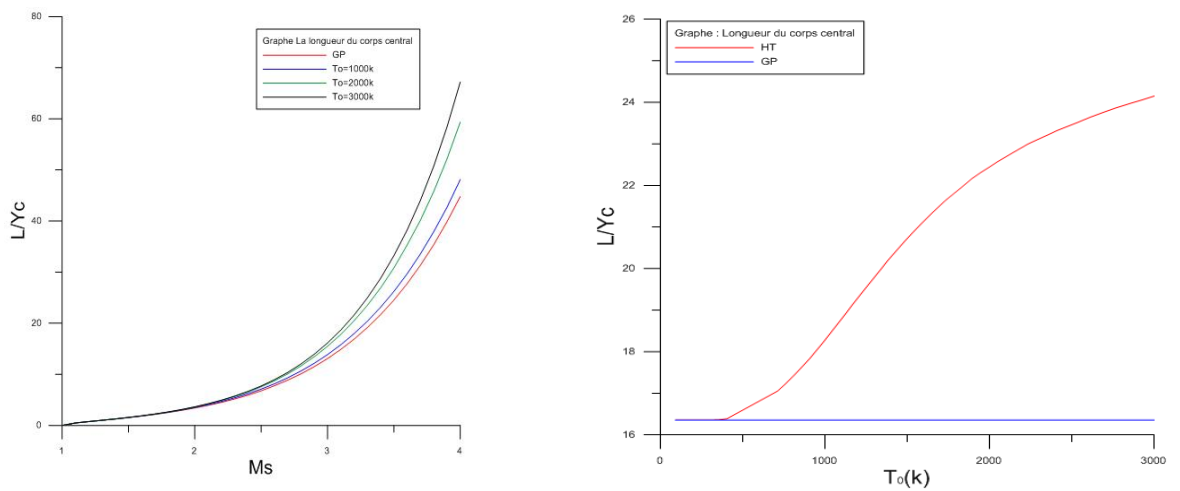 80
60
40
20
0
L/Yc
1
2
3
4
Ms
Graphe La longueur du corps central
GP
To=1000k
To=2000k
To=3000k
26
24
22
20
18
16
L/Yc
0
1000
2000
3000
T₀(k)
Graphe : Longueur du corps central
HT
GP